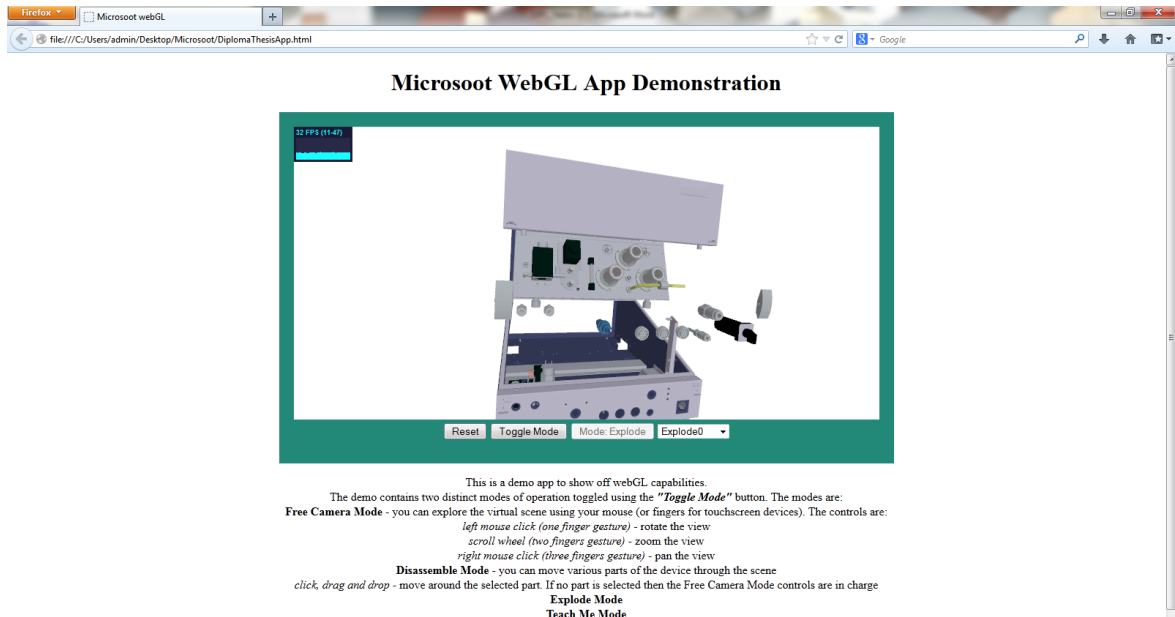 Firefox
Microsoot webGL
file:///C:/Users/admin/Desktop/Microsoot/DiplomaThesisApp.html
Google
Microsoot WebGL App Demonstration
32 FPS (11-47)
Reset
Toggle Mode
Mode: Explode
Explode0
This is a demo app to show off webGL capabilities.
The demo contains two distinct modes of operation toggled using the "Toggle Mode" button. The modes are:
Free Camera Mode - you can explore the virtual scene using your mouse (or fingers for touchscreen devices). The controls are:
left mouse click (one finger gesture) - rotate the view
scroll wheel (two fingers gesture) - zoom the view
right mouse click (three fingers gesture) - pan the view
Disassemble Mode - you can move various parts of the device through the scene
click, drag and drop - move around the selected part. If no part is selected then the Free Camera Mode controls are in charge
Explode Mode
Teach Me Mode